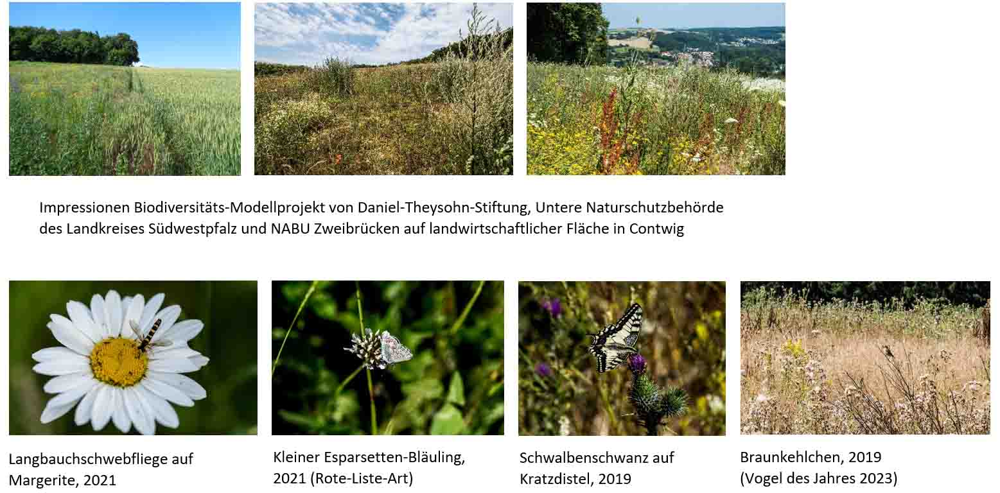 Impressionen Biodiversitäts-Modellprojekt von Daniel-Theysohn-Stiftung, Untere Naturschutzbehörde
des Landkreises Südwestpfalz und NABU Zweibrücken auf landwirtschaftlicher Fläche in Contwig
Langbauchschwebfliege auf
Margerite, 2021
Kleiner Esparsetten-Bläuling,
2021 (Rote-Liste-Art)
Schwalbenschwanz auf
Kratzdistel, 2019
Braunkehlchen, 2019
(Vogel des Jahres 2023)